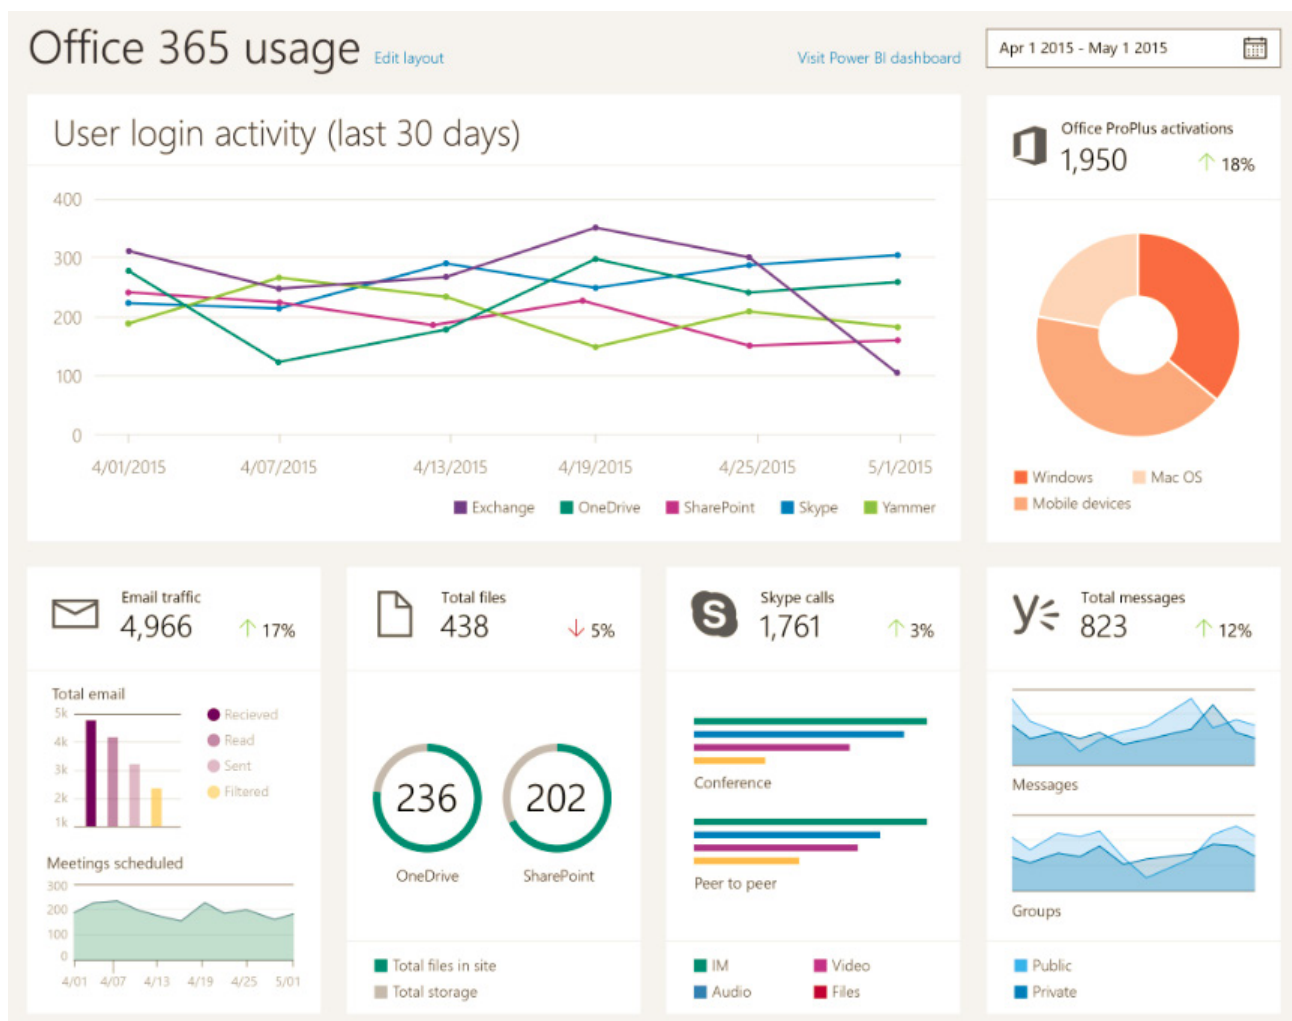 Office 365 usage Edit layout Visit Power BI dashboard Apr 1 2015 - May 1 2015
User login activity (last 30 days)
400
300
200
100
0
4/01/2015 4/07/2015 4/13/2015 4/19/2015 4/25/2015 5/1/2015
Exchange OneDrive SharePoint Skype Yammer
Office ProPlus activations
1,950 18%
Windows Mac OS
Mobile devices
Email traffic
4,966 17%
Total email
5k
4k
3k
2k
1k
Recieved
Read
Sent
Filtered
Meetings scheduled
300
200
100
0
4/01 4/07 4/13 4/19 4/25 5/01
Total files
438 5%
236 202
OneDrive SharePoint
Total files in site
Total storage
S
Skype calls
1,761 3%
Conference
Peer to peer
IM Video
Audio Files
y
Total messages
823 12%
Messages
Groups
Public
Private